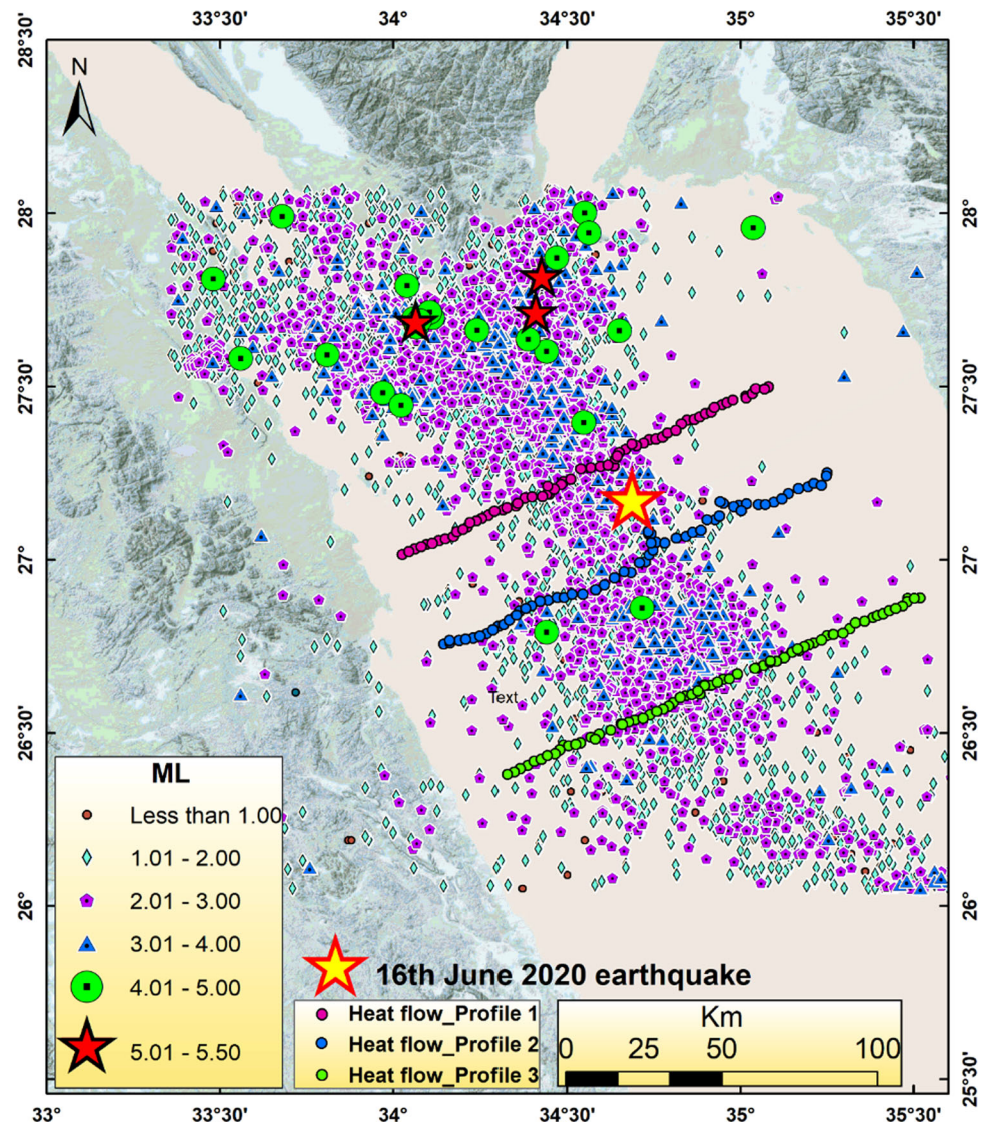 33°30' 34° 34°30' 35° 35°30'
28°30'
28°30'
N
28°
28°
27°30'
27°30'
27°
27°
Text
26°30'
26°30'
ML
Less than 1.00
1.01 - 2.00
2.01 - 3.00
3.01 - 4.00
4.01 - 5.00
5.01 - 5.50
26°
26°
16th June 2020 earthquake
Heat flow_Profile 1
Heat flow_Profile 2
Heat flow_Profile 3
Km
0 25 50 100
25°30'
33° 33°30' 34° 34°30' 35° 35°30'